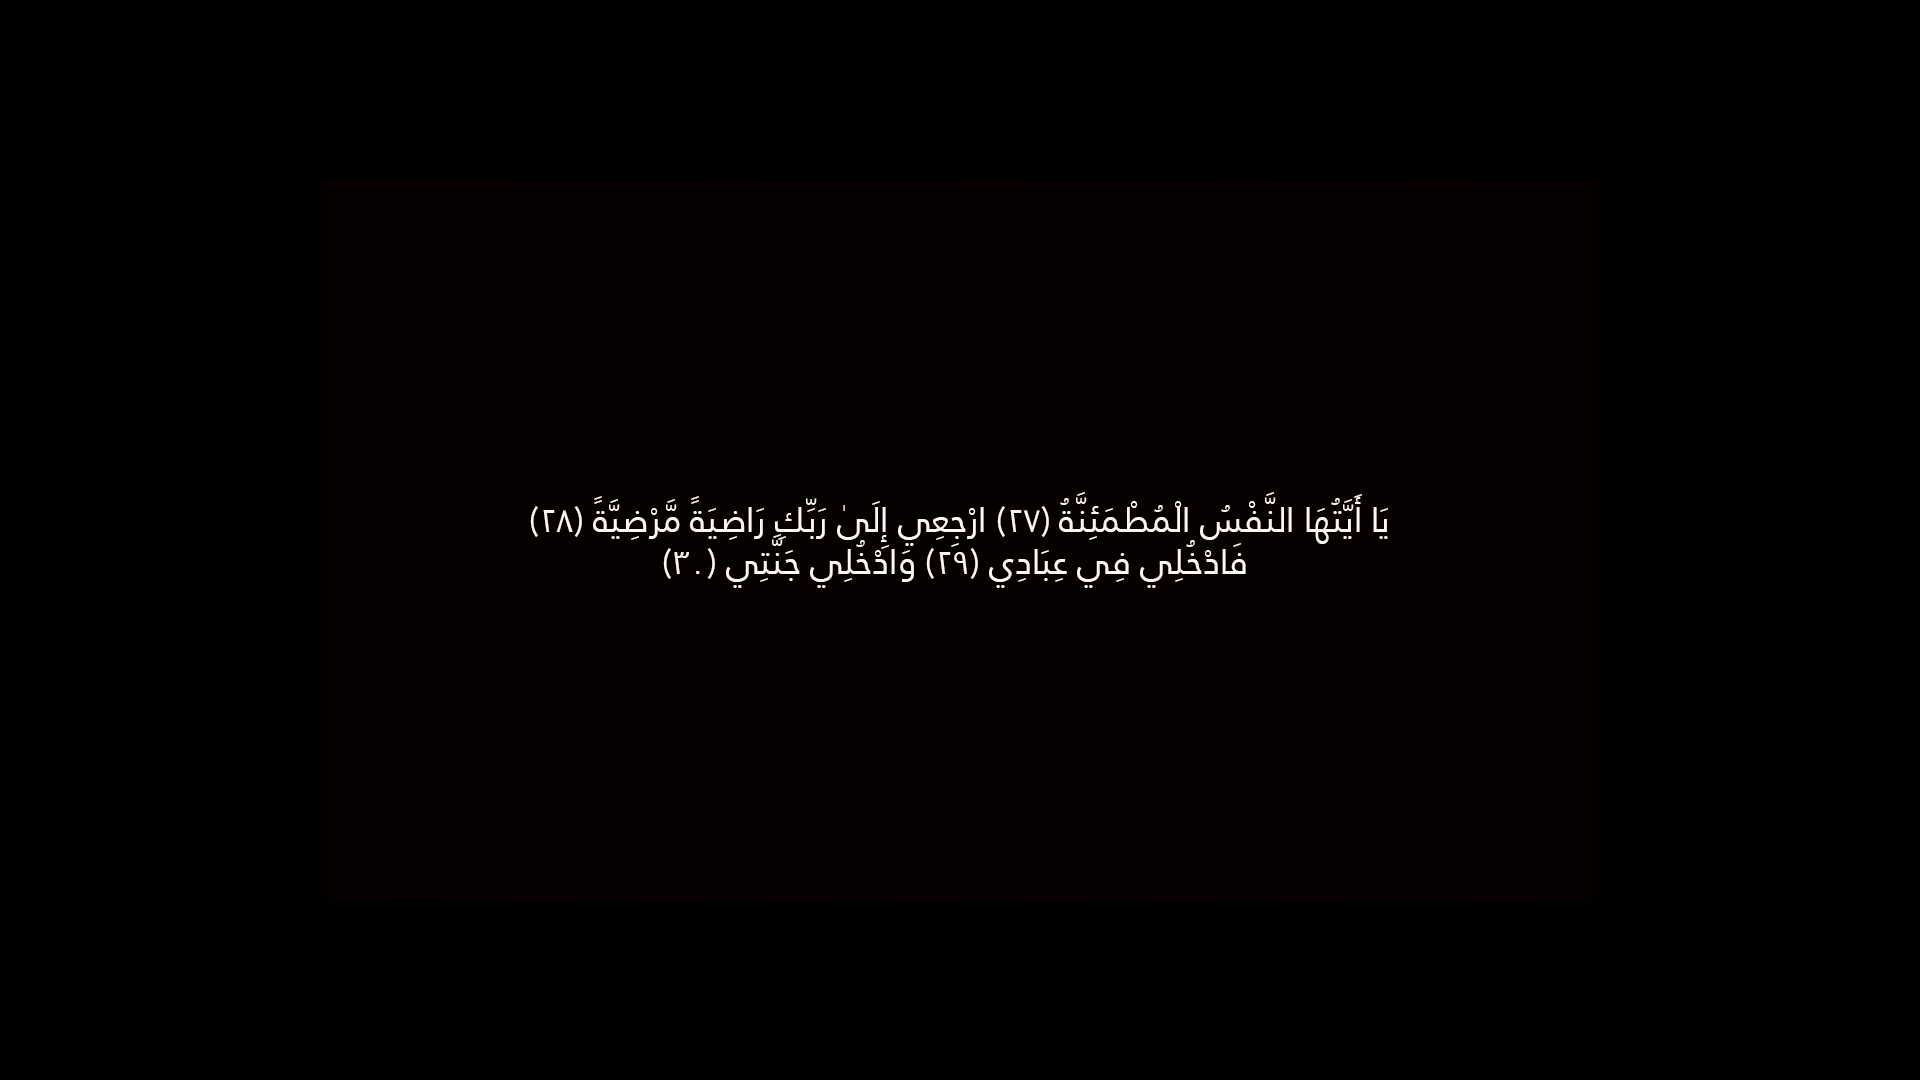 يَا أَيَّتُهَا النَّفْسُ الْمُطْمَئِنَّةُ (٢٧) ارْجِعِي إِلَىٰ رَبِّكِ رَاضِيَةً مَّرْضِيَّةً (٢٨)
فَادْخُلِي فِي عِبَادِي (٢٩) وَادْخُلِي جَنَّتِي (٣٠)